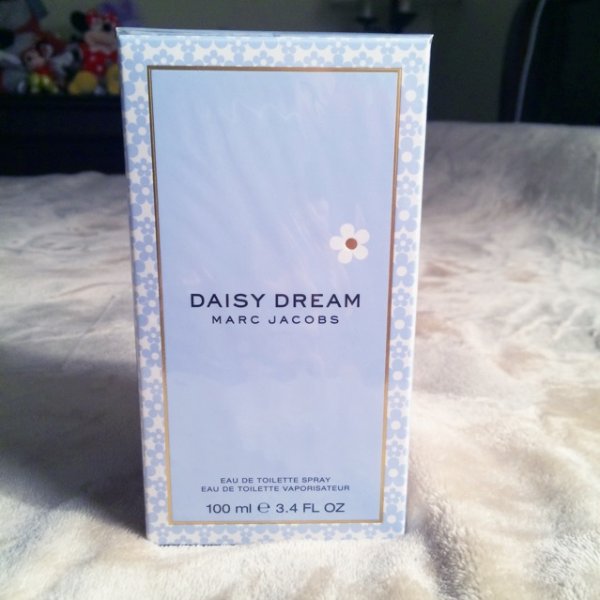 DAISY DREAM
MARC JACOBS
EAU DE TOILETTE SPRAY
EAU DE TOILETTE VAPORISATEUR
100 ml ℮ 3.4 FL OZ